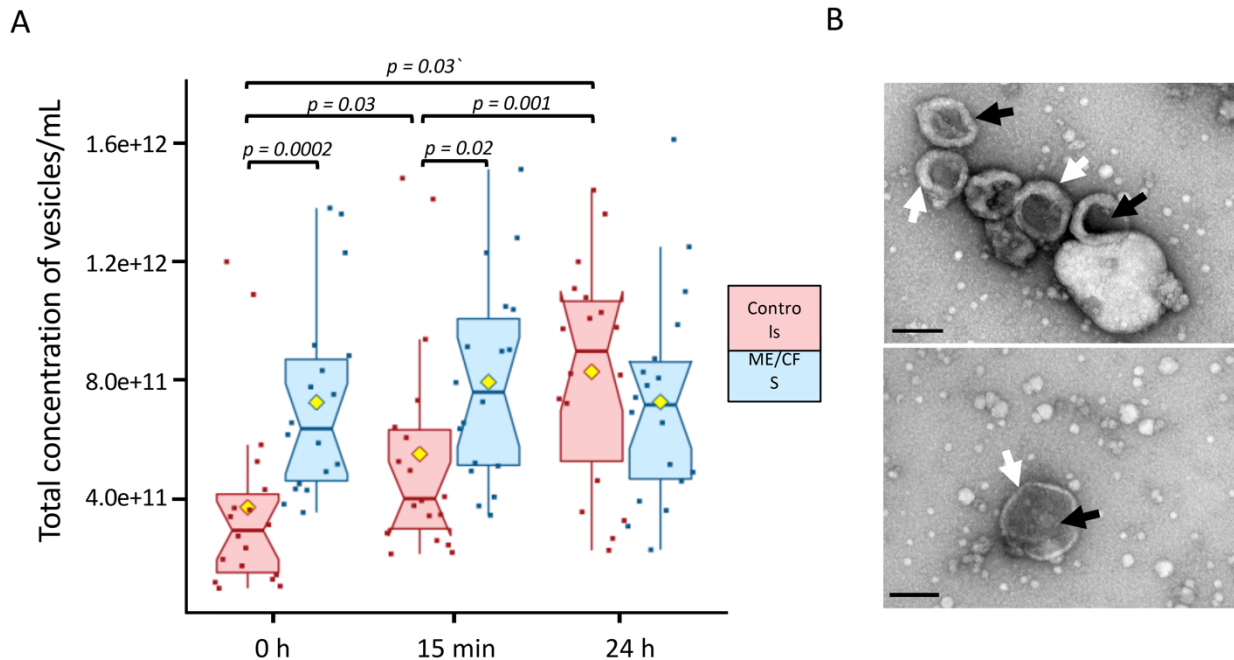 A
B
p = 0.03`
p = 0.03
p = 0.001
p = 0.0002
p = 0.02
Total concentration of vesicles/mL
1.6e+12
1.2e+12
8.0e+11
4.0e+11
Contro
ls
ME/CF
S
0 h
15 min
24 h